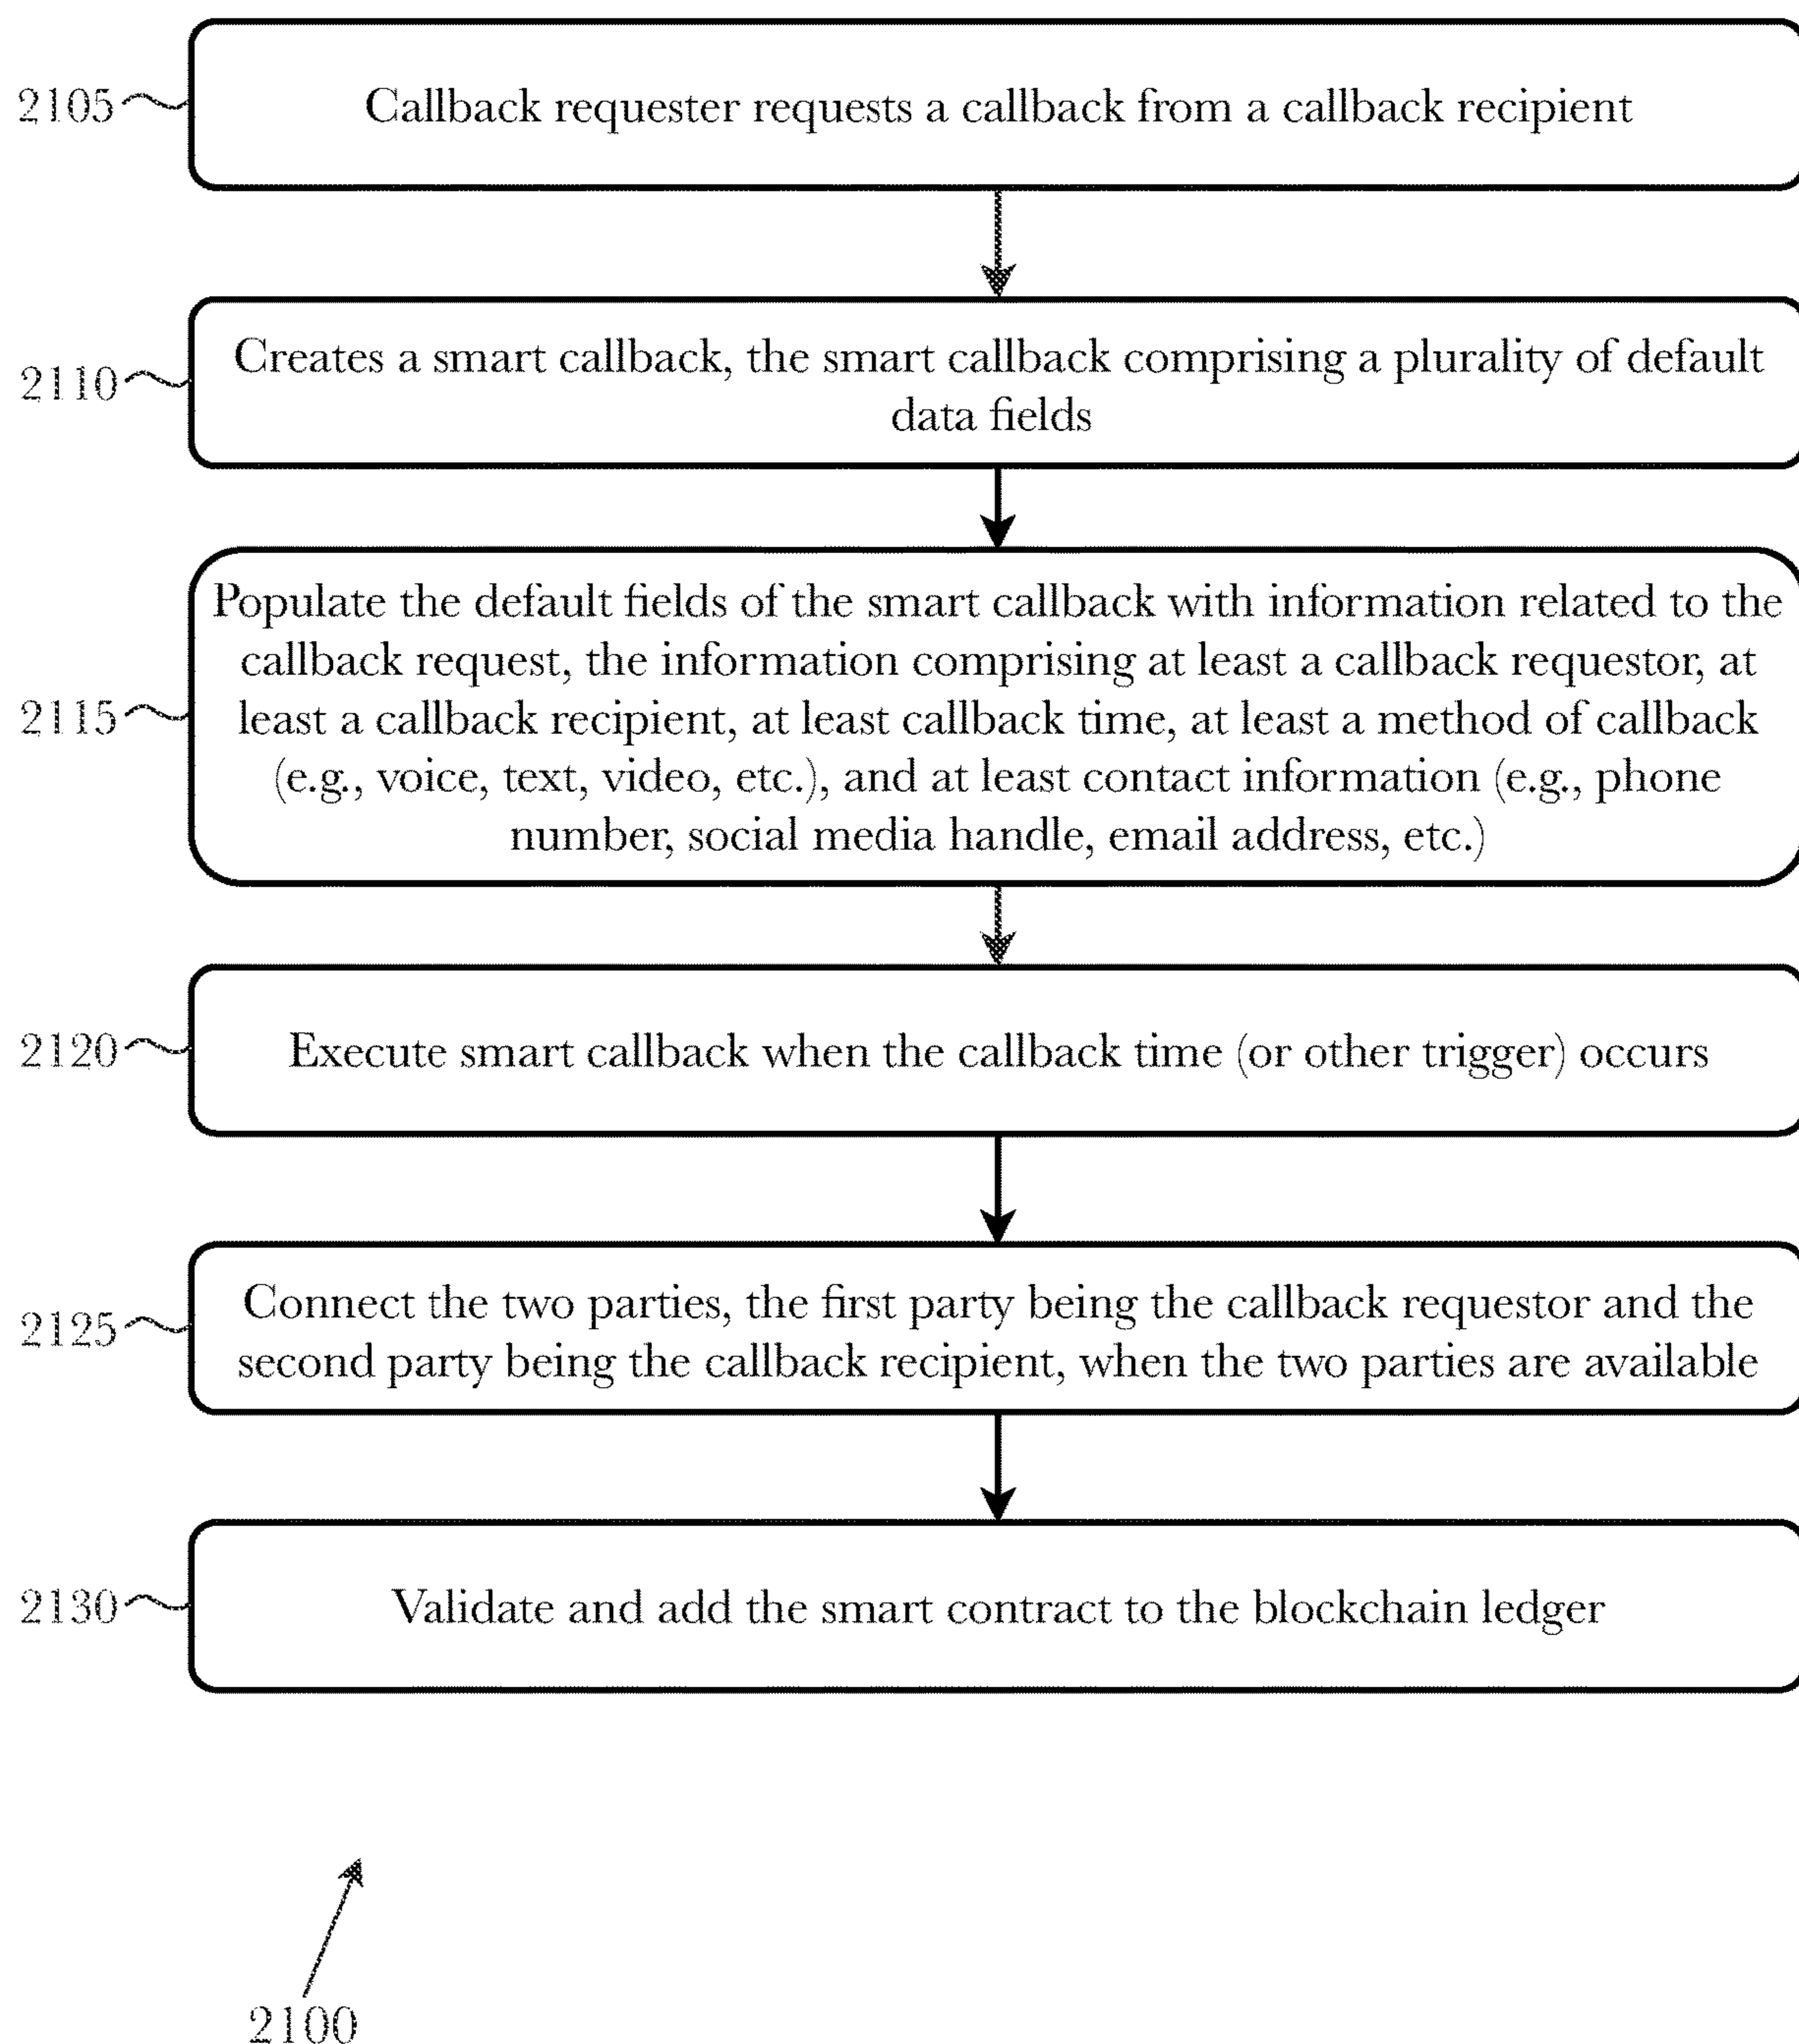 2105
Callback requester requests a callback from a callback recipient
2110
Creates a smart callback, the smart callback comprising a plurality of default
data fields
2115
Populate the default fields of the smart callback with information related to the
callback request, the information comprising at least a callback requestor, at
least a callback recipient, at least callback time, at least a method of callback
(e.g., voice, text, video, etc.), and at least contact information (e.g., phone
number, social media handle, email address, etc.)
2120
Execute smart callback when the callback time (or other trigger) occurs
2125
Connect the two parties, the first party being the callback requestor and the
second party being the callback recipient, when the two parties are available
2130
Validate and add the smart contract to the blockchain ledger
2100